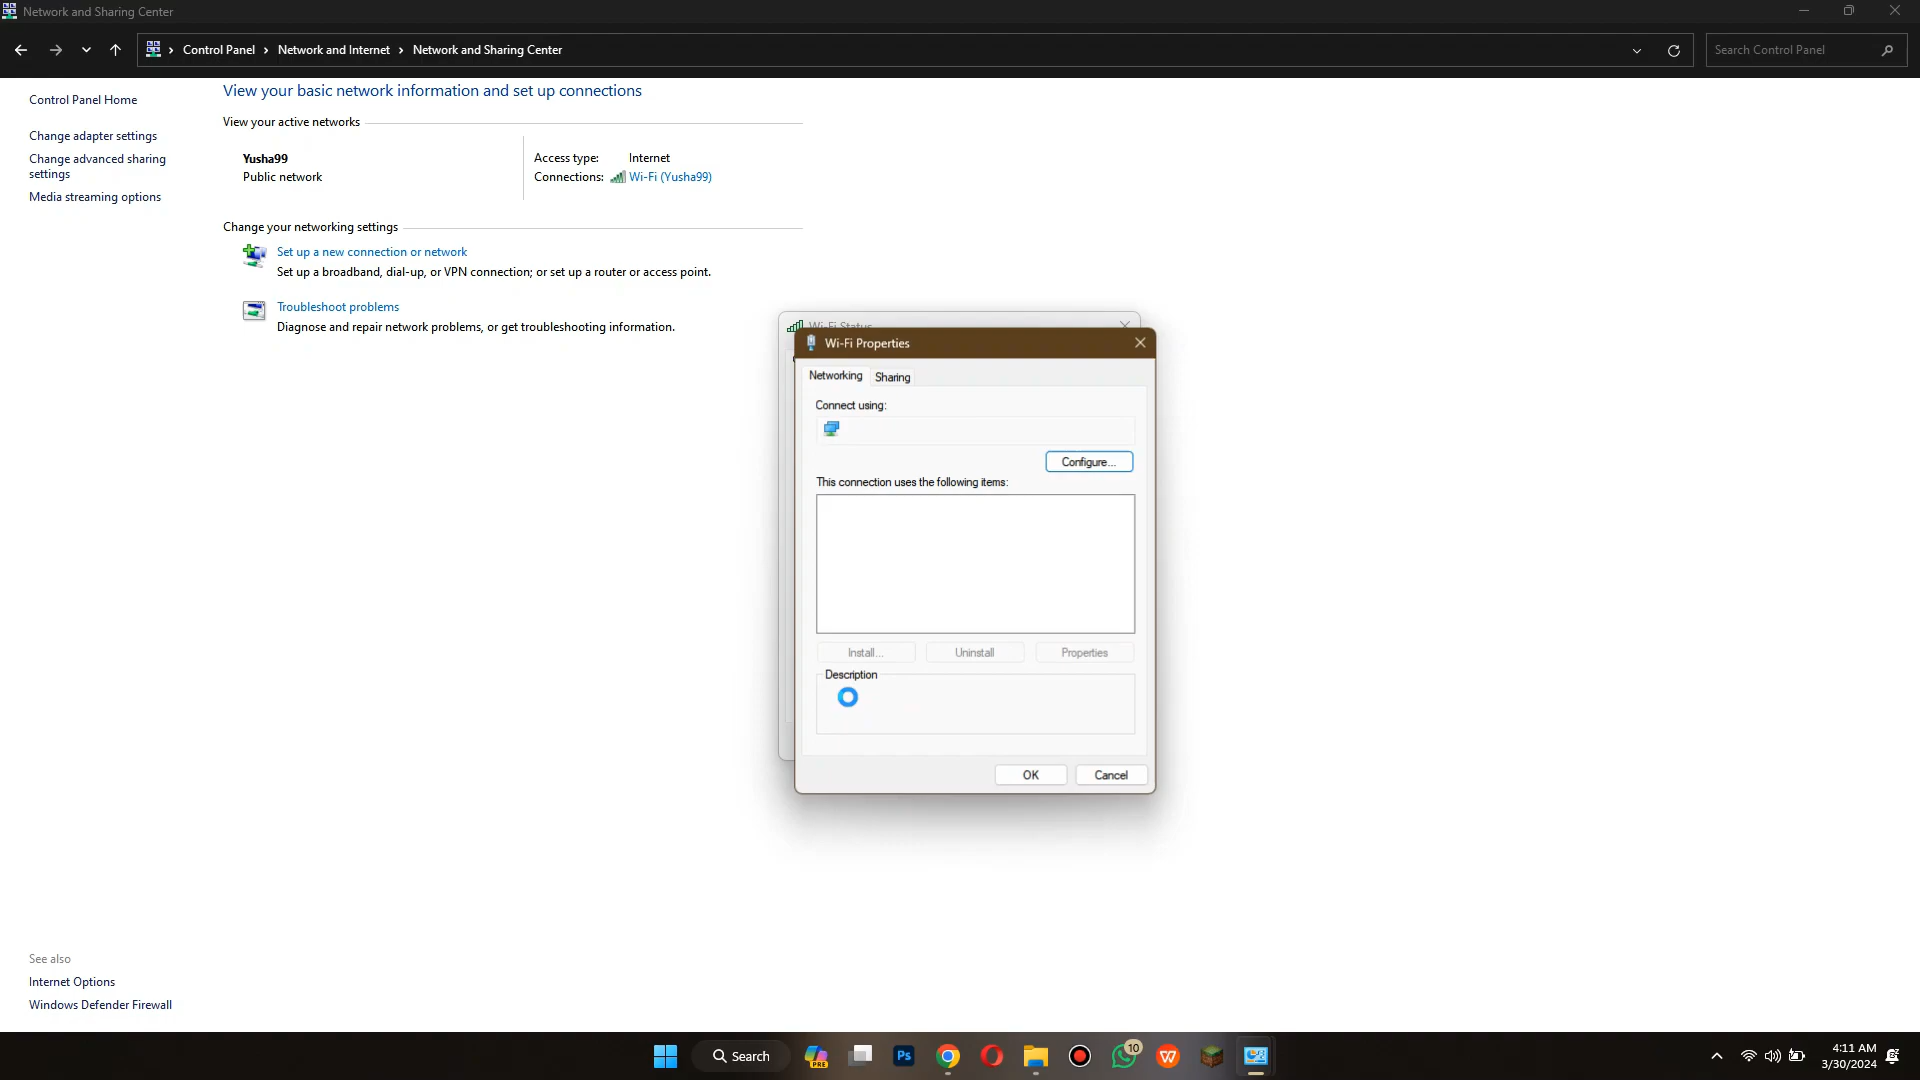 Network and Sharing Center
Control Panel > Network and Internet > Network and Sharing Center
Search Control Panel
Control Panel Home
Change adapter settings
Change advanced sharing
settings
Media streaming options
View your basic network information and set up connections
View your active networks
Yusha99
Public network
Access type: Internet
Connections: Wi-Fi (Yusha99)
Change your networking settings
Set up a new connection or network
Set up a broadband, dial-up, or VPN connection; or set up a router or access point.
Troubleshoot problems
Diagnose and repair network problems, or get troubleshooting information.
Wi-Fi Status
Wi-Fi Properties
Networking Sharing
Connect using:
Configure...
This connection uses the following items:
Install... Uninstall Properties
Description
OK Cancel
See also
Internet Options
Windows Defender Firewall
Search
PRE
Ps
10
W
4:11 AM
3/30/2024